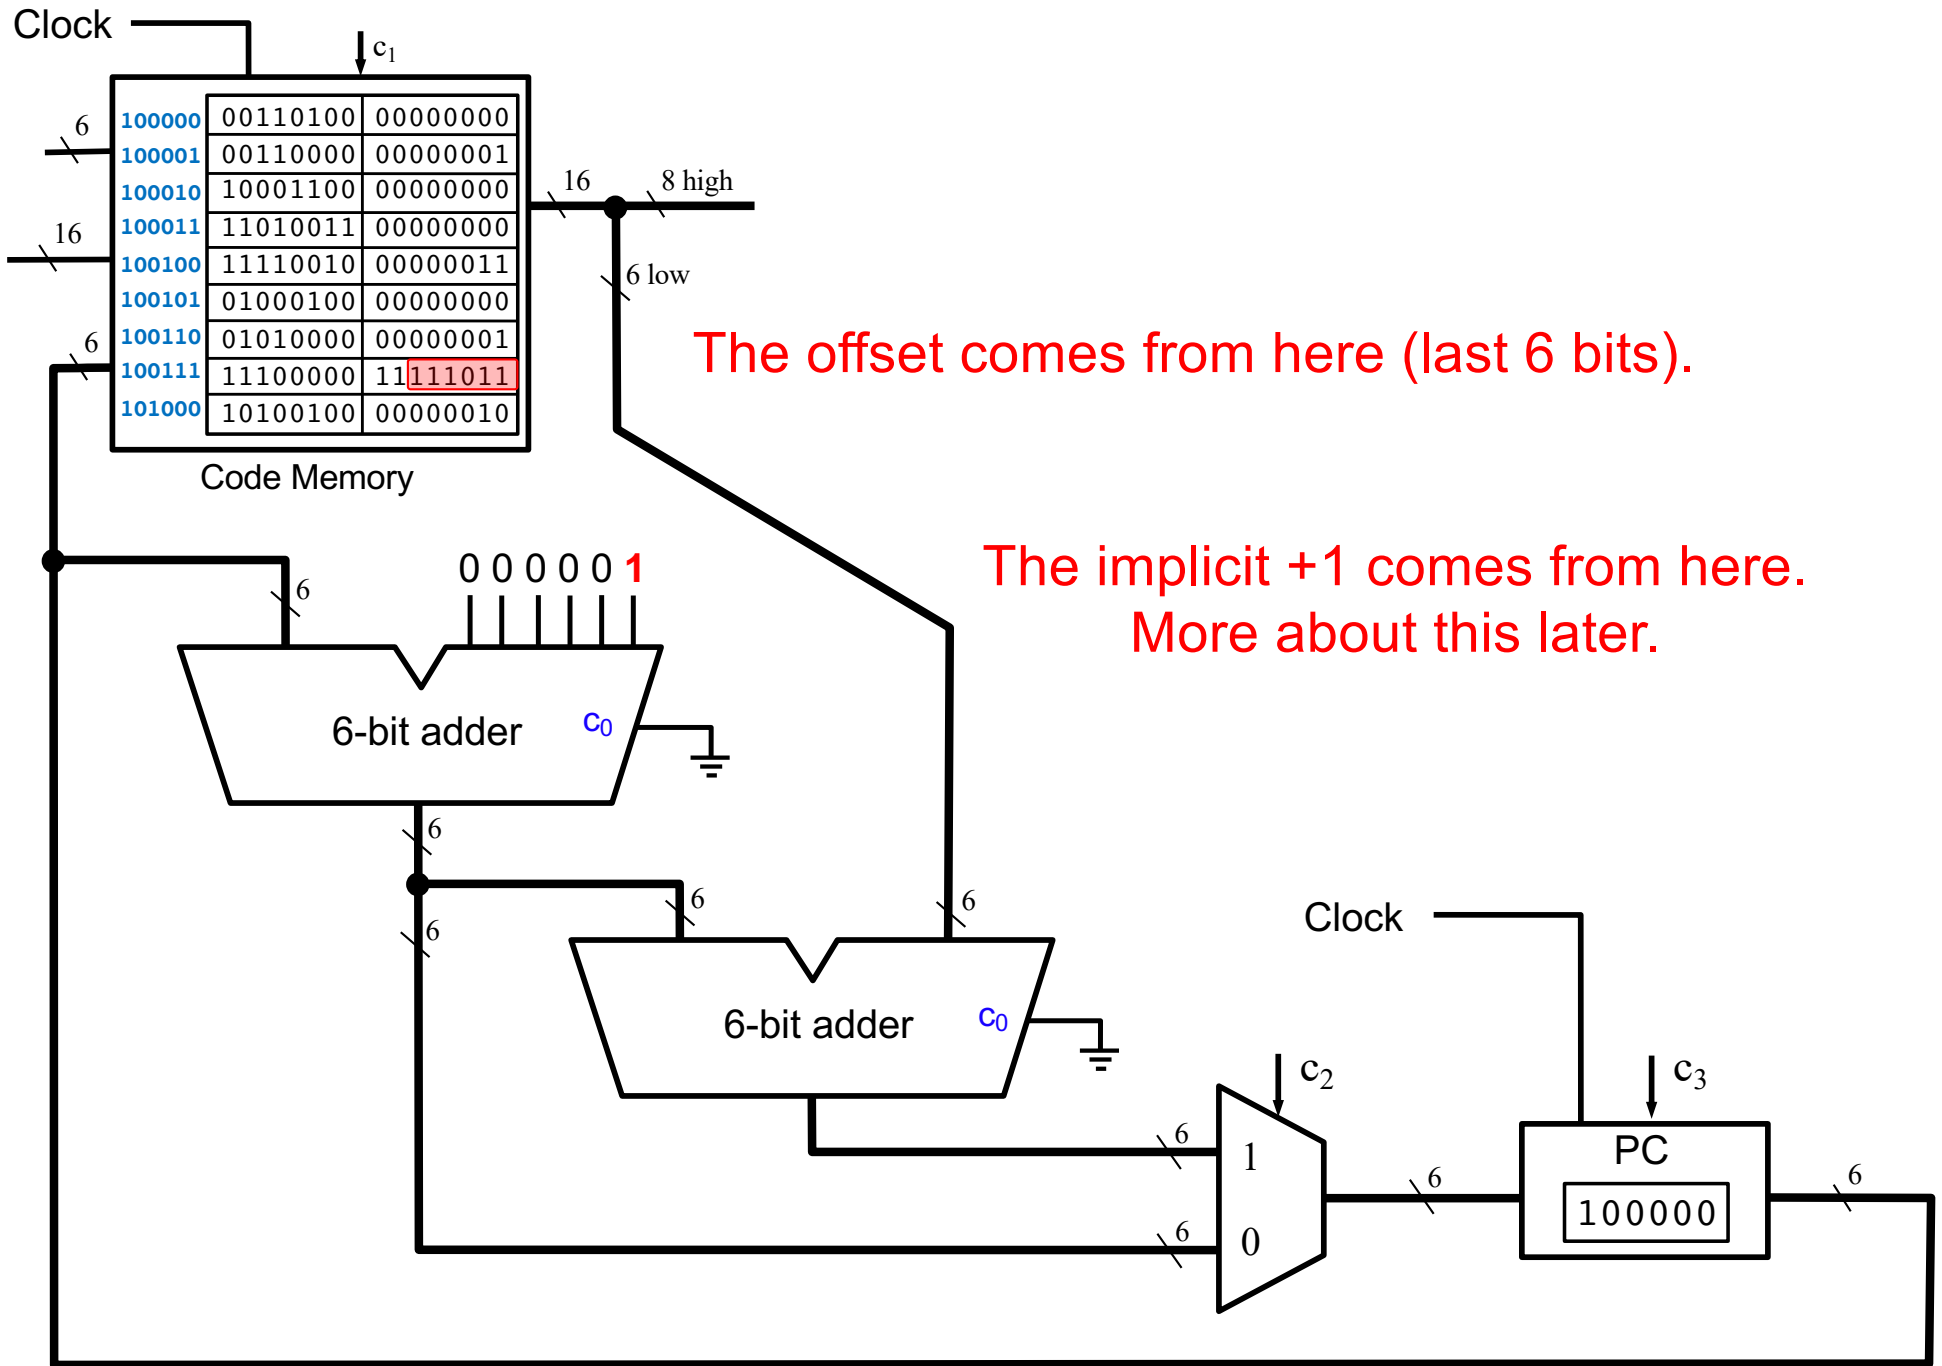 Clock
c1
6
16
6
100000 00110100 00000000
100001 00110000 00000001
100010 10001100 00000000
100011 11010011 00000000
100100 11110010 00000011
100101 01000100 00000000
100110 01010000 00000001
100111 11100000 11111011
101000 10100100 00000010
Code Memory
16
8 high
6 low
The offset comes from here (last 6 bits).
The implicit +1 comes from here.
More about this later.
0 0 0 0 0 1
6
6-bit adder c0
6
6
6
6
6-bit adder c0
Clock
c2
c3
6
1
6
0
6
PC
100000
6